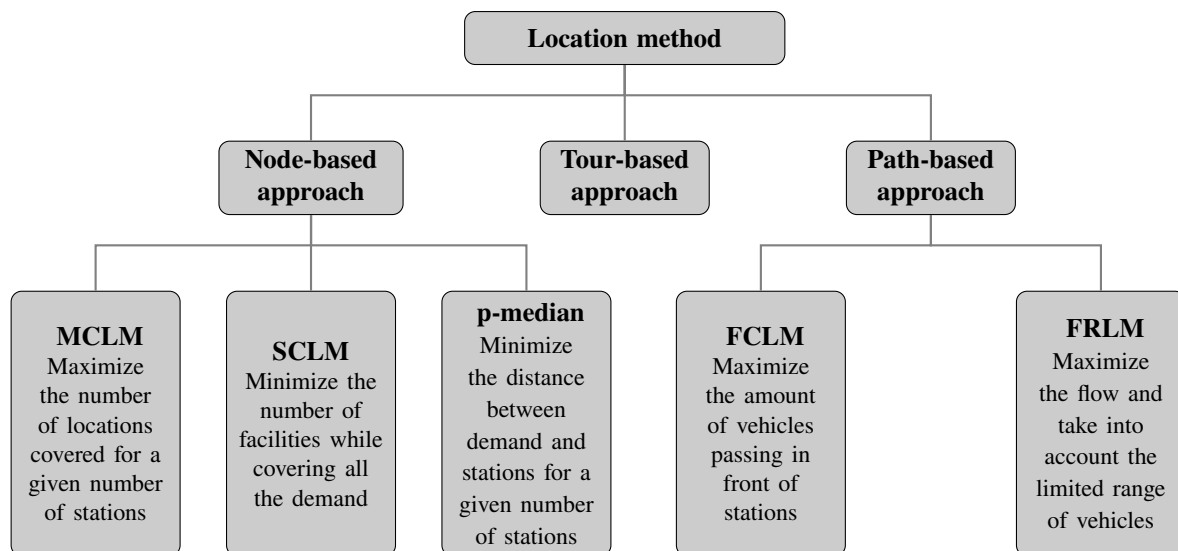 Location method
Node-based
approach
Tour-based
approach
Path-based
approach
MCLM
Maximize
the number
of locations
covered for a
given number
of stations
SCLM
Minimize the
number of
facilities while
covering all
the demand
p-median
Minimize
the distance
between
demand and
stations for a
given number
of stations
FCLM
Maximize
the amount
of vehicles
passing in
front of
stations
FRLM
Maximize
the flow and
take into
account the
limited range
of vehicles